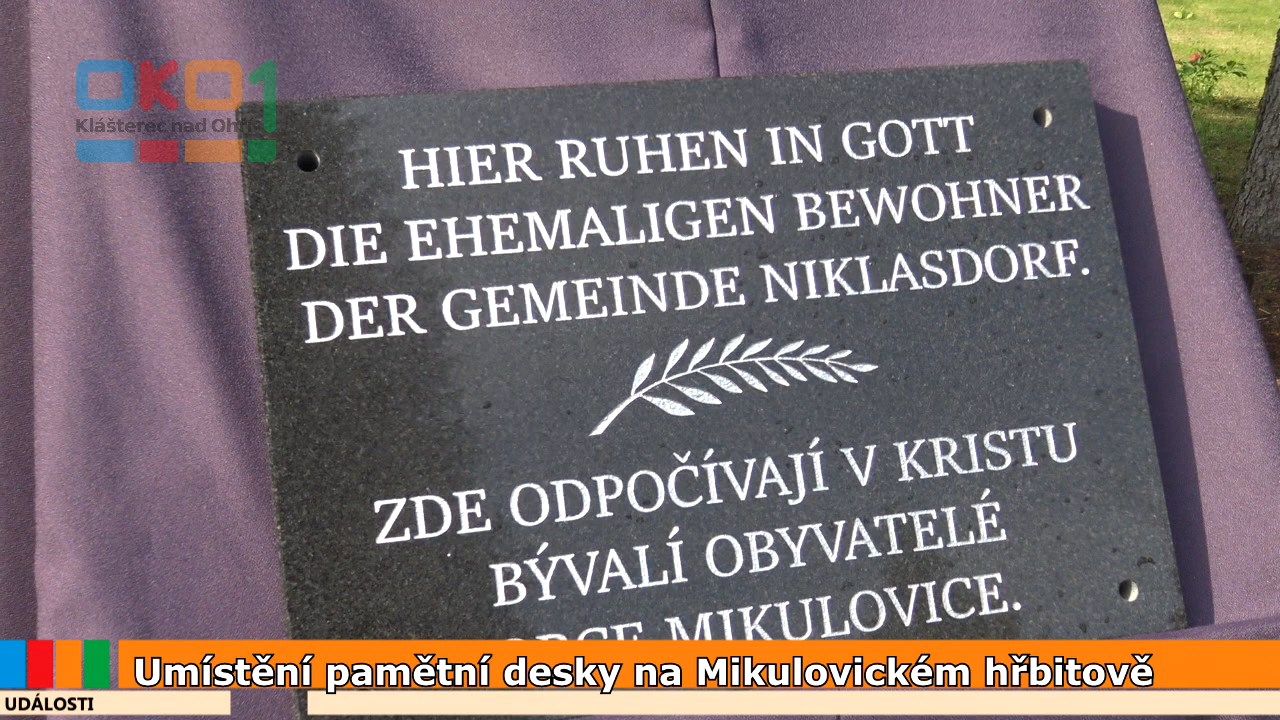 OKO1
Klášterec nad Ohří
HIER RUHEN IN GOTT
DIE EHEMALIGEN BEWOHNER
DER GEMEINDE NIKLASDORF.
ZDE ODPOČÍVAJÍ V KRISTU
BÝVALÍ OBYVATELÉ
OBCE MIKULOVICE.
Umístění pamětní desky na Mikulovickém hřbitově
UDÁLOSTI